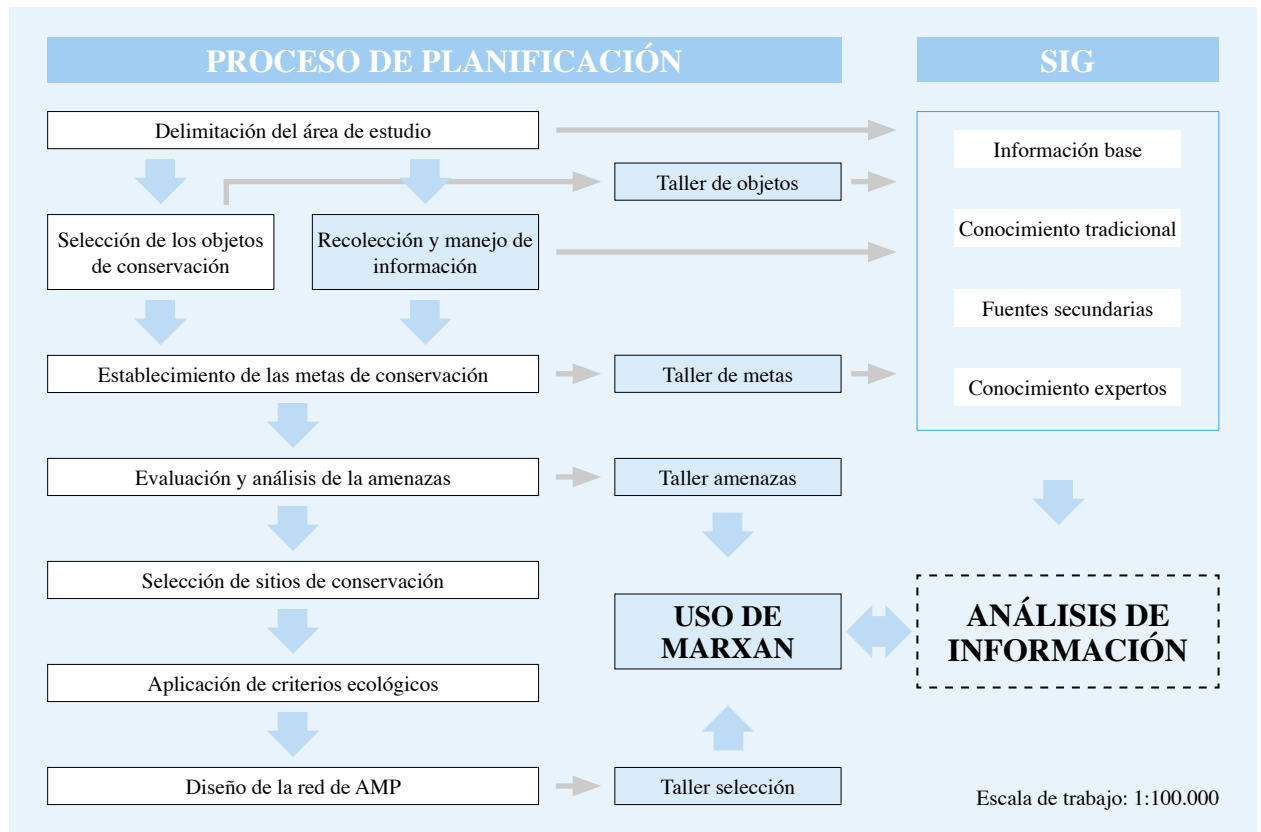 PROCESO DE PLANIFICACIÓN
SIG
Delimitación del área de estudio
Información base
Taller de objetos
Selección de los objetos
de conservación
Recolección y manejo de
información
Conocimiento tradicional
Fuentes secundarias
Establecimiento de las metas de conservación
Taller de metas
Conocimiento expertos
Evaluación y análisis de la amenazas
Taller amenazas
Selección de sitios de conservación
USO DE
MARXAN
ANÁLISIS DE
INFORMACIÓN
Aplicación de criterios ecológicos
Diseño de la red de AMP
Taller selección
Escala de trabajo: 1:100.000